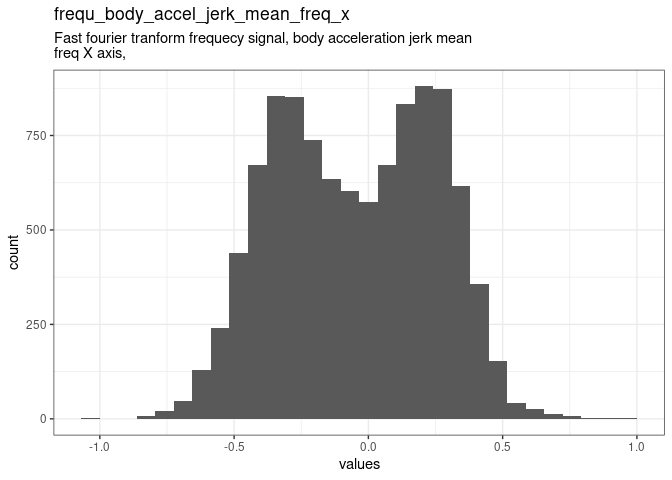 frequ_body_accel_jerk_mean_freq_x
Fast fourier tranform frequecy signal, body acceleration jerk mean
freq X axis,
750
500
250
0
count
-1.0 -0.5 0.0 0.5 1.0
values